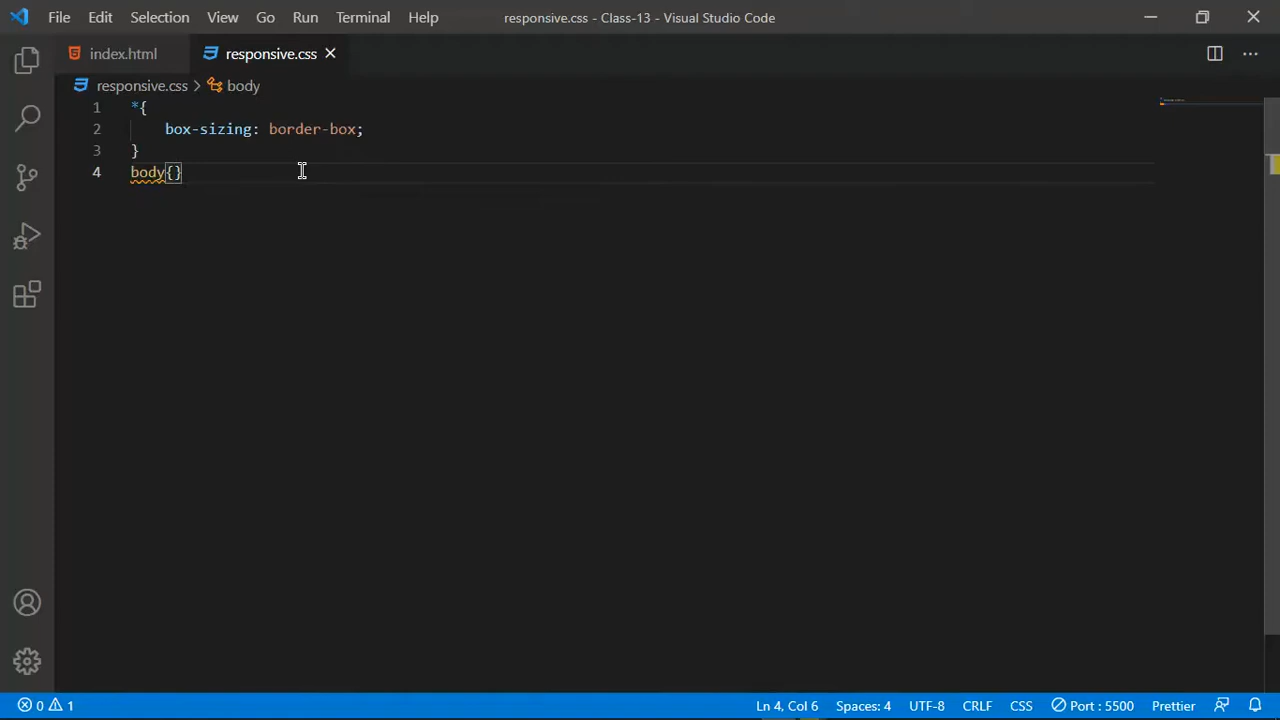 File Edit Selection View Go Run Terminal Help responsive.css - Class-13 - Visual Studio Code
index.html responsive.css
responsive.css > body
1 *{
2 box-sizing: border-box;
3 }
4 body{}
0 1 Ln 4, Col 6 Spaces: 4 UTF-8 CRLF CSS Port : 5500 Prettier